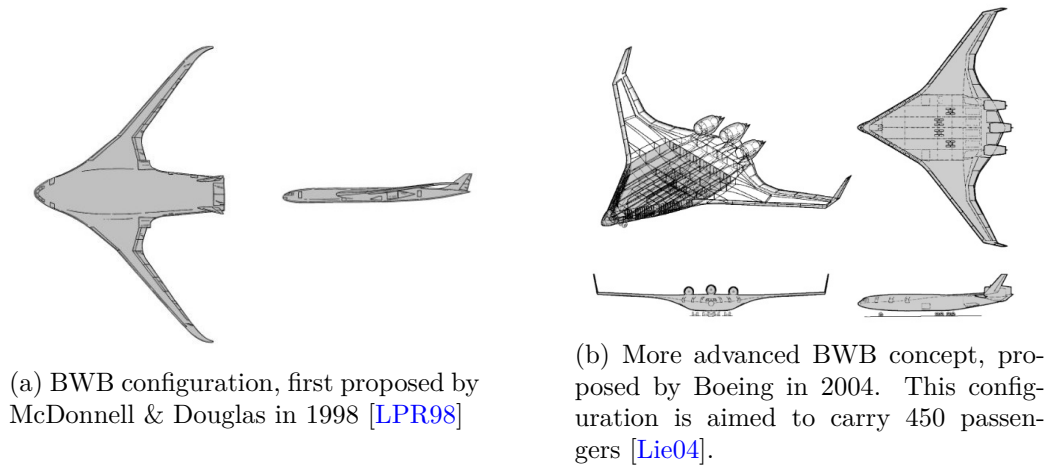 (a) BWB configuration, first proposed by
McDonnell & Douglas in 1998 [LPR98]
(b) More advanced BWB concept, pro-
posed by Boeing in 2004. This config-
uration is aimed to carry 450 passen-
gers [Lie04].